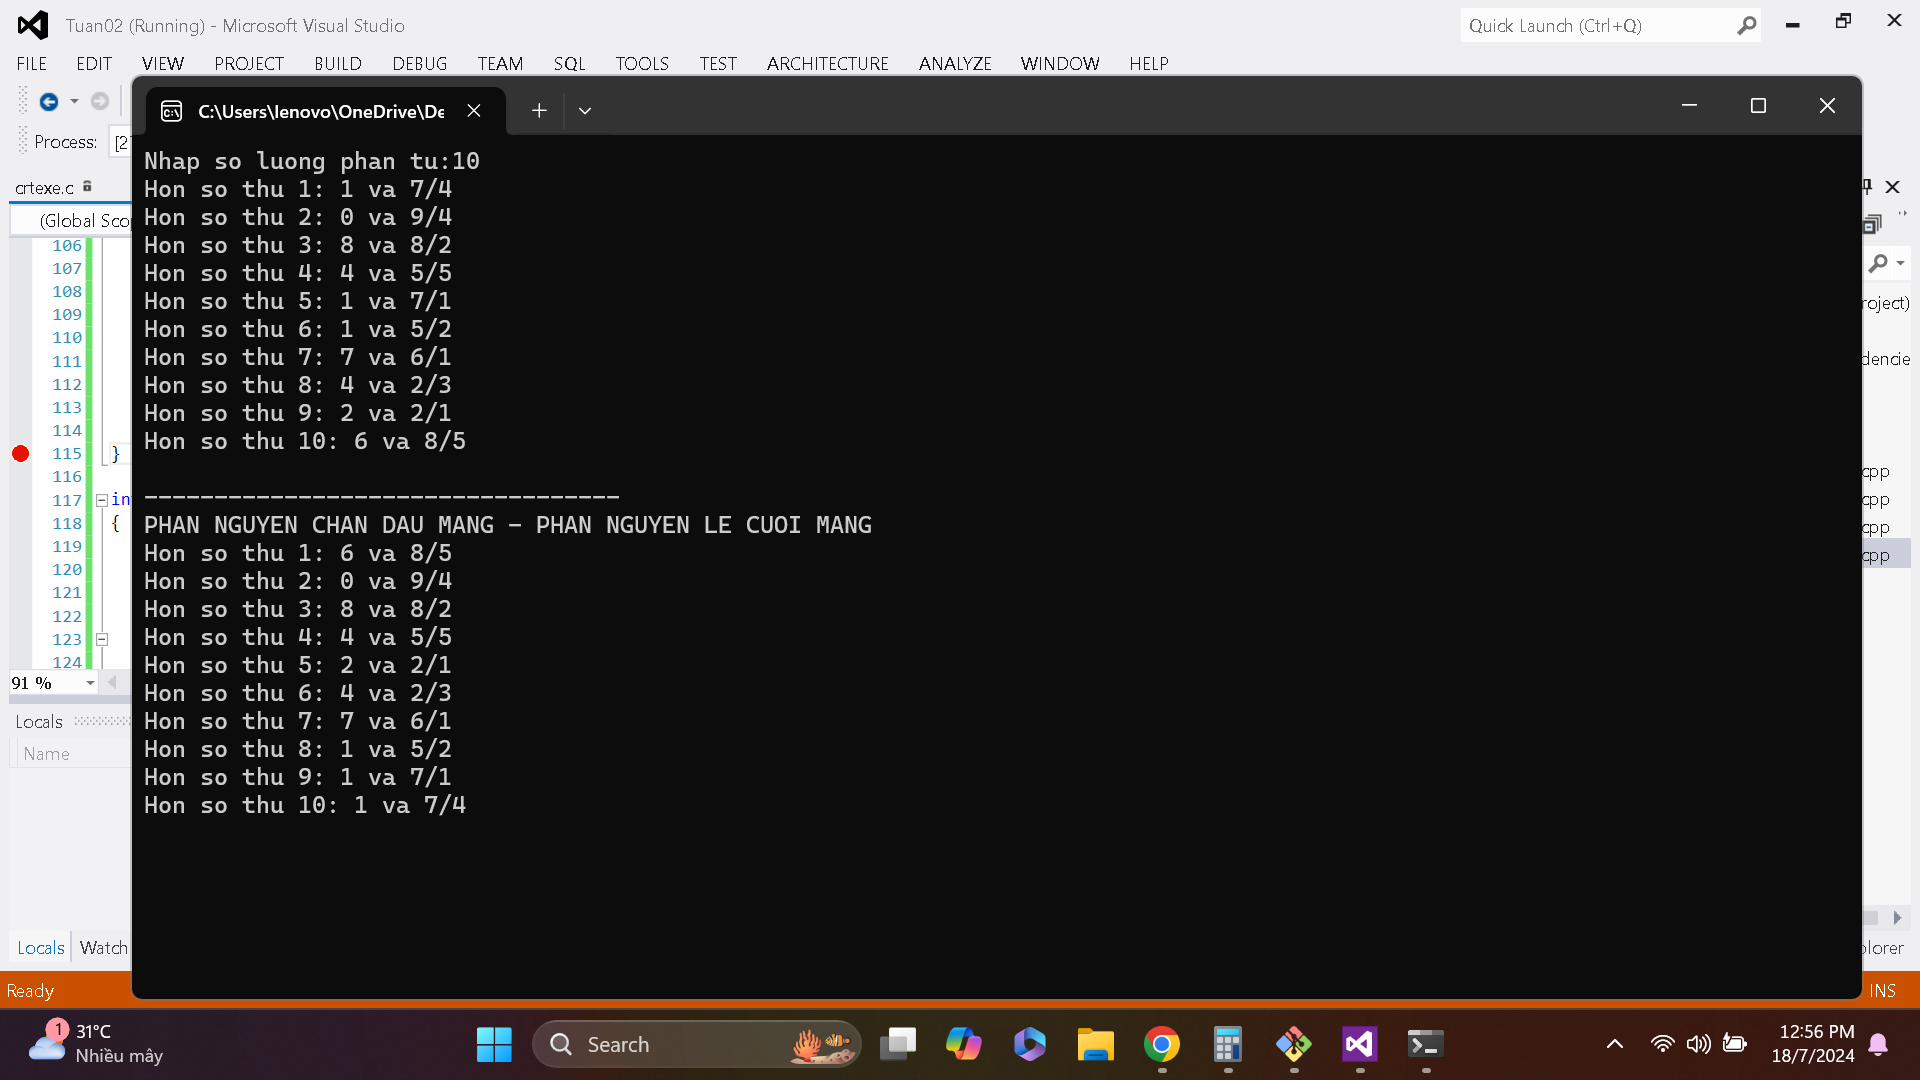 Tuan02 (Running) - Microsoft Visual Studio
Quick Launch (Ctrl+Q)
FILE EDIT VIEW PROJECT BUILD DEBUG TEAM SQL TOOLS TEST ARCHITECTURE ANALYZE WINDOW HELP
C:\Users\lenovo\OneDrive\De
Process: [2
crtexe.c
(Global Sco
106
107
108
109
110
111
112
113
114
115 }
116
117 in
118 {
119
120
121
122
123
124
91 %
Locals
Name
Locals Watch
Ready
Nhap so luong phan tu:10
Hon so thu 1: 1 va 7/4
Hon so thu 2: 0 va 9/4
Hon so thu 3: 8 va 8/2
Hon so thu 4: 4 va 5/5
Hon so thu 5: 1 va 7/1
Hon so thu 6: 1 va 5/2
Hon so thu 7: 7 va 6/1
Hon so thu 8: 4 va 2/3
Hon so thu 9: 2 va 2/1
Hon so thu 10: 6 va 8/5
----------------------------------
PHAN NGUYEN CHAN DAU MANG - PHAN NGUYEN LE CUOI MANG
Hon so thu 1: 6 va 8/5
Hon so thu 2: 0 va 9/4
Hon so thu 3: 8 va 8/2
Hon so thu 4: 4 va 5/5
Hon so thu 5: 2 va 2/1
Hon so thu 6: 4 va 2/3
Hon so thu 7: 7 va 6/1
Hon so thu 8: 1 va 5/2
Hon so thu 9: 1 va 7/1
Hon so thu 10: 1 va 7/4
roject)
dencie
cpp
cpp
cpp
cpp
plorer
INS
1
31°C
Nhiều mây
Search
12:56 PM
18/7/2024